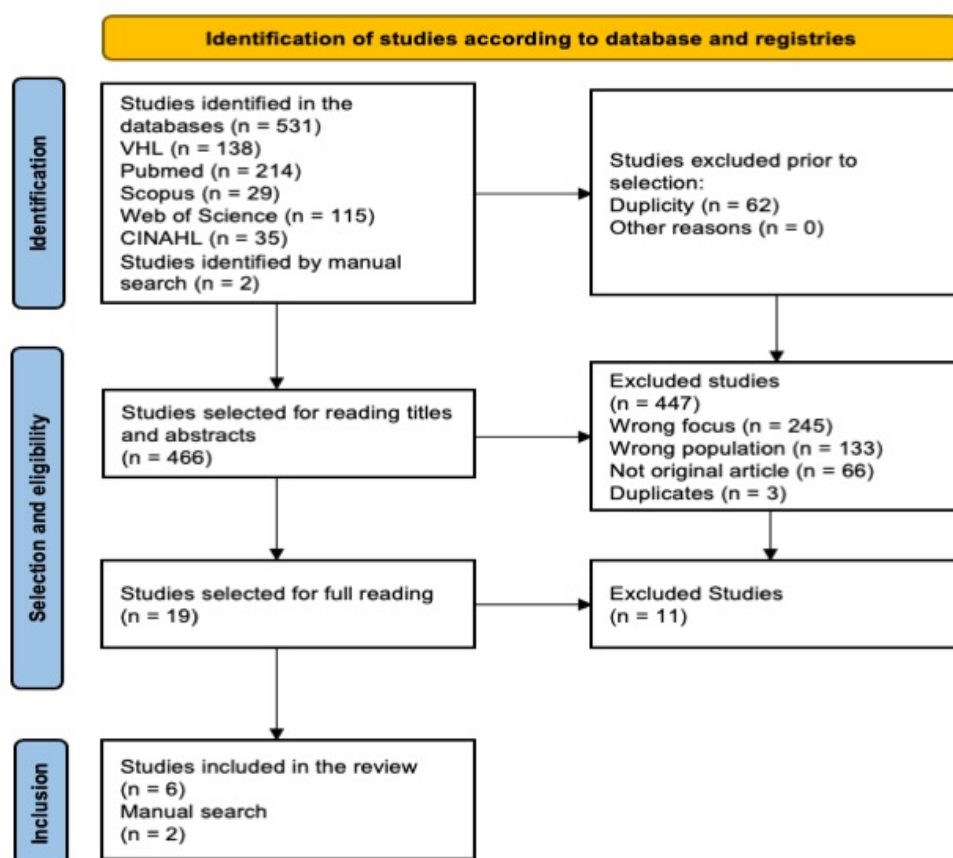 Identification of studies according to database and registries
Identification
Studies identified in the
databases (n = 531)
VHL (n = 138)
Pubmed (n = 214)
Scopus (n = 29)
Web of Science (n = 115)
CINAHL (n = 35)
Studies identified by manual
search (n = 2)
Studies excluded prior to
selection:
Duplicity (n = 62)
Other reasons (n = 0)
Selection and eligibility
Studies selected for reading titles
and abstracts
(n = 466)
Excluded studies
(n = 447)
Wrong focus (n = 245)
Wrong population (n = 133)
Not original article (n = 66)
Duplicates (n = 3)
Studies selected for full reading
(n = 19)
Excluded Studies
(n = 11)
Inclusion
Studies included in the review
(n = 6)
Manual search
(n = 2)